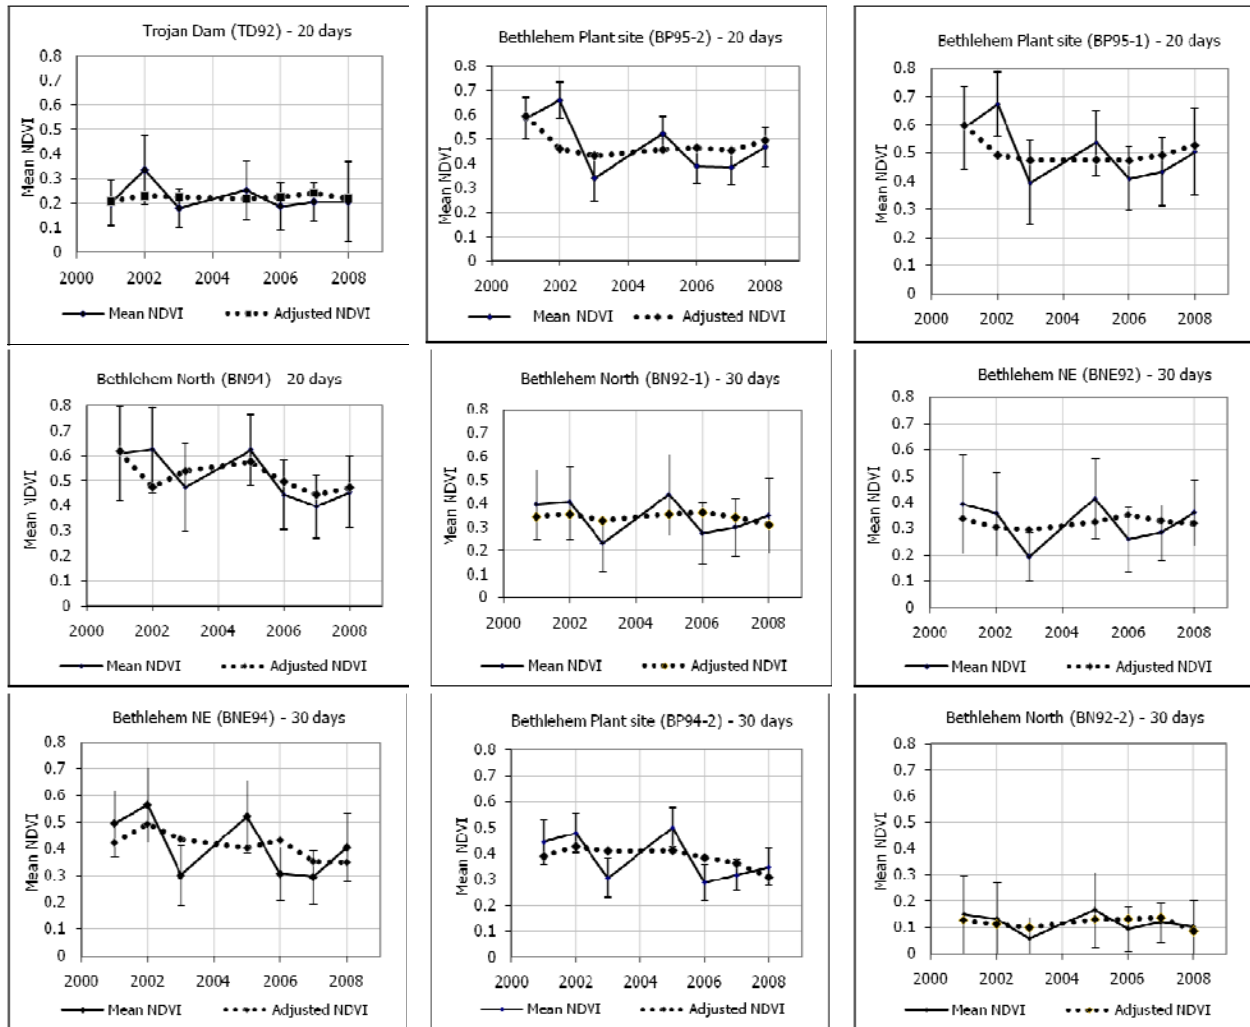 Trojan Dam (TD92) - 20 days
Mean NDVI
0.8
0.7
0.6
0.5
0.4
0.3
0.2
0.1
0
2000 2002 2004 2006 2008
Mean NDVI Adjusted NDVI
Bethlehem Plant site (BP95-2) - 20 days
Mean NDVI
0.8
0.7
0.6
0.5
0.4
0.3
0.2
0.1
0
2000 2002 2004 2006 2008
Mean NDVI Adjusted NDVI
Bethlehem Plant site (BP95-1) - 20 days
Mean NDVI
0.8
0.7
0.6
0.5
0.4
0.3
0.2
0.1
0
2000 2002 2004 2006 2008
Mean NDVI Adjusted NDVI
Bethlehem North (BN94) - 20 days
Mean NDVI
0.8
0.7
0.6
0.5
0.4
0.3
0.2
0.1
0
2000 2002 2004 2006 2008
Mean NDVI Adjusted NDVI
Bethlehem North (BN92-1) - 30 days
Mean NDVI
0.8
0.7
0.6
0.5
0.4
0.3
0.2
0.1
0
2000 2002 2004 2006 2008
Mean NDVI Adjusted NDVI
Bethlehem NE (BNE92) - 30 days
Mean NDVI
0.8
0.7
0.6
0.5
0.4
0.3
0.2
0.1
0
2000 2002 2004 2006 2008
Mean NDVI Adjusted NDVI
Bethlehem NE (BNE94) - 30 days
Mean NDVI
0.8
0.7
0.6
0.5
0.4
0.3
0.2
0.1
0
2000 2002 2004 2006 2008
Mean NDVI Adjusted NDVI
Bethlehem Plant site (BP94-2) - 30 days
Mean NDVI
0.8
0.7
0.6
0.5
0.4
0.3
0.2
0.1
0
2000 2002 2004 2006 2008
Mean NDVI Adjusted NDVI
Bethlehem North (BN92-2) - 30 days
Mean NDVI
0.8
0.7
0.6
0.5
0.4
0.3
0.2
0.1
0
2000 2002 2004 2006 2008
Mean NDVI Adjusted NDVI